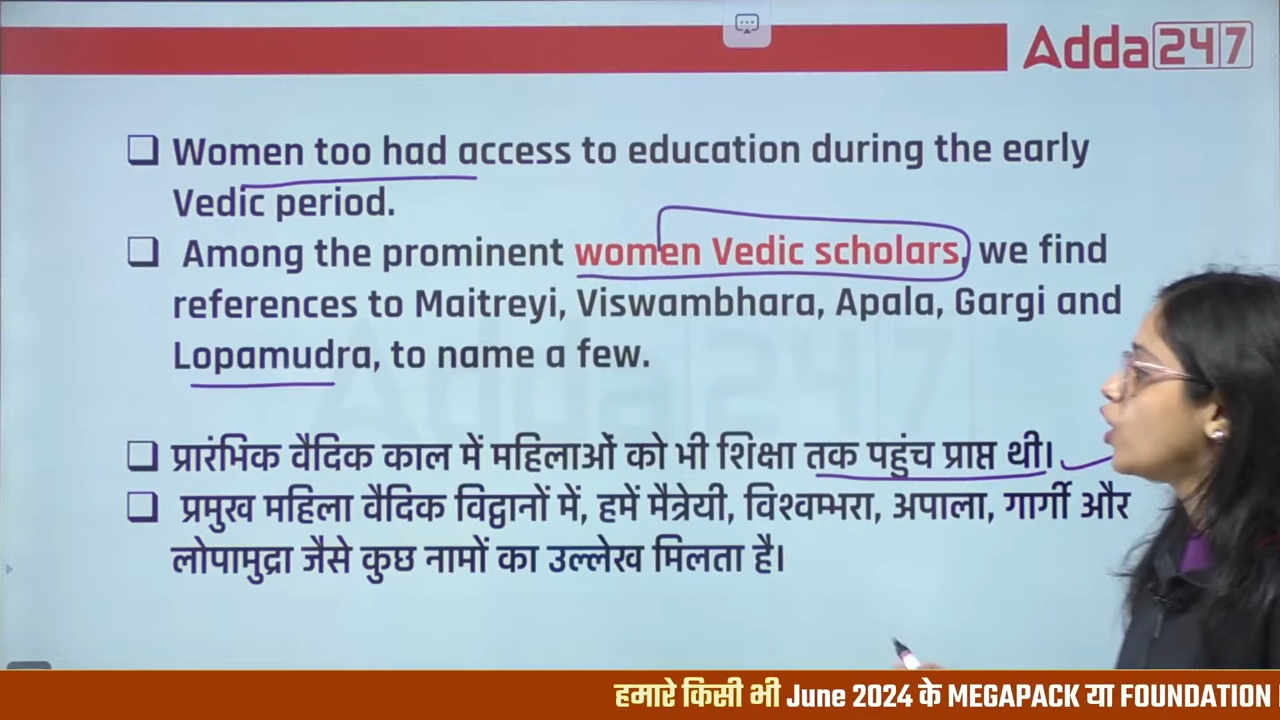 Adda247
❑ Women too had access to education during the early
Vedic period.
❑ Among the prominent women Vedic scholars, we find
references to Maitreyi, Viswambhara, Apala, Gargi and
Lopamudra, to name a few.
❑ प्रारंभिक वैदिक काल में महिलाओं को भी शिक्षा तक पहुंच प्राप्त थी।
❑ प्रमुख महिला वैदिक विद्वानों में, हमें मैत्रेयी, विश्वम्भरा, अपाला, गार्गी और
लोपामुद्रा जैसे कुछ नामों का उल्लेख मिलता है।
हमारे किसी भी June 2024 के MEGAPACK या FOUNDATION